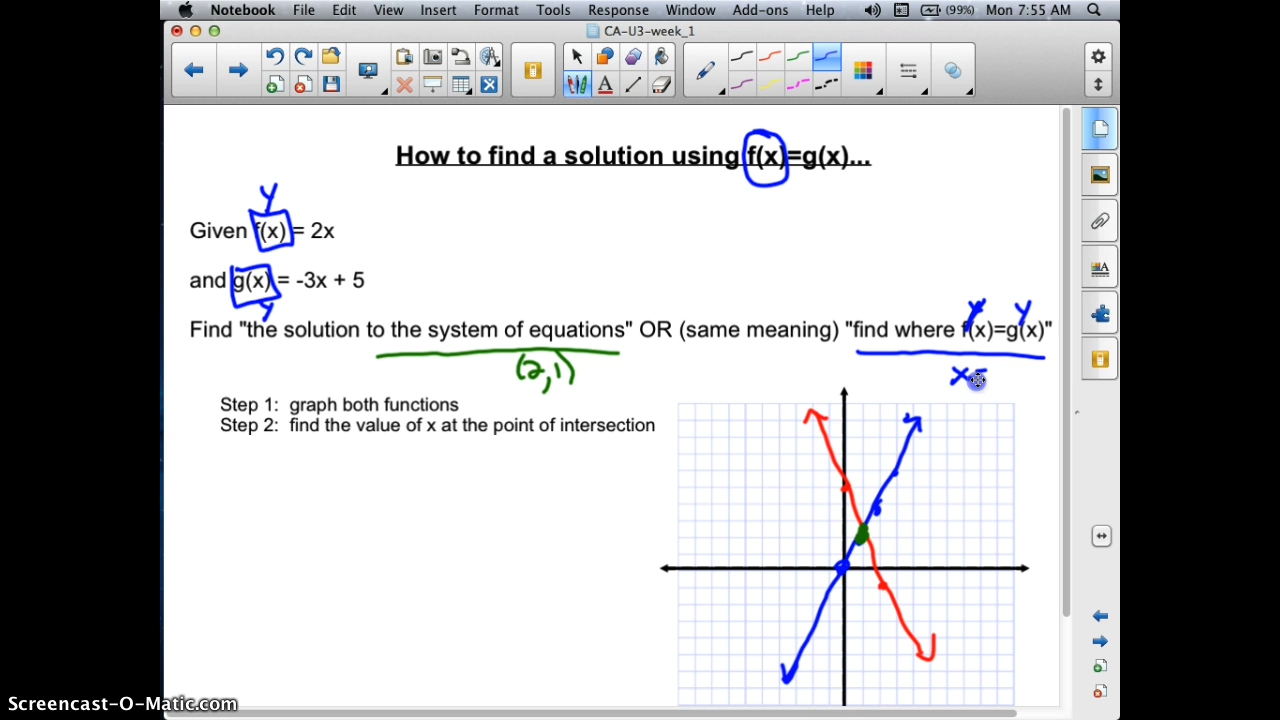 Notebook File Edit View Insert Format Tools Response Window Add-ons Help (99%) Mon 7:55 AM
CA-U3-week_1
How to find a solution using f(x)=g(x)...
y
Given f(x) = 2x
and g(x) = -3x + 5
y
y y
Find "the solution to the system of equations" OR (same meaning) "find where f(x)=g(x)"
(2,1)
x=
Step 1: graph both functions
Step 2: find the value of x at the point of intersection
Screencast-O-Matic.com